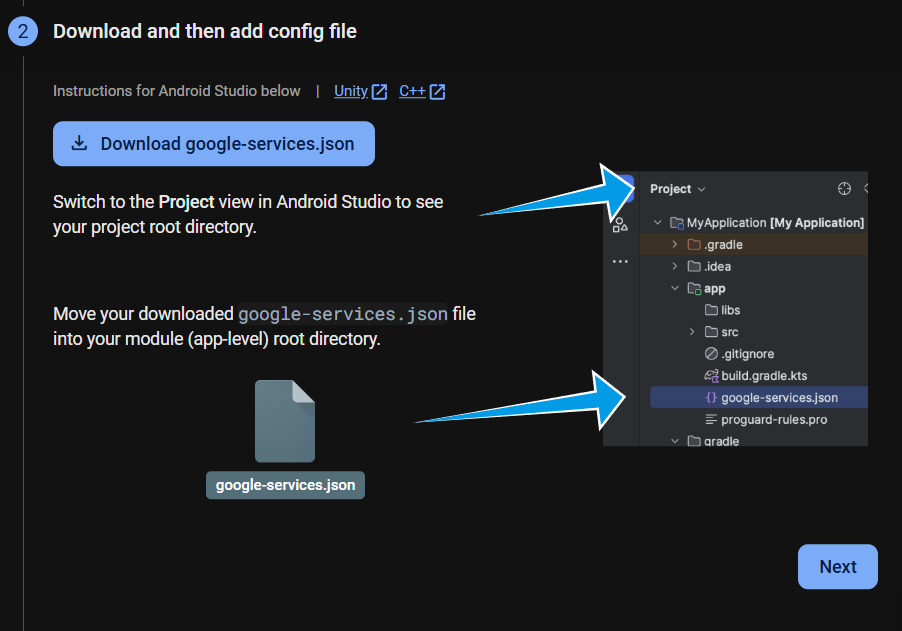 2 Download and then add config file
Instructions for Android Studio below | Unity C++
Download google-services.json
Switch to the Project view in Android Studio to see
your project root directory.
Move your downloaded google-services.json file
into your module (app-level) root directory.
google-services.json
Project
MyApplication [My Application]
.gradle
.idea
app
libs
src
.gitignore
build.gradle.kts
{} google-services.json
proguard-rules.pro
gradle
Next